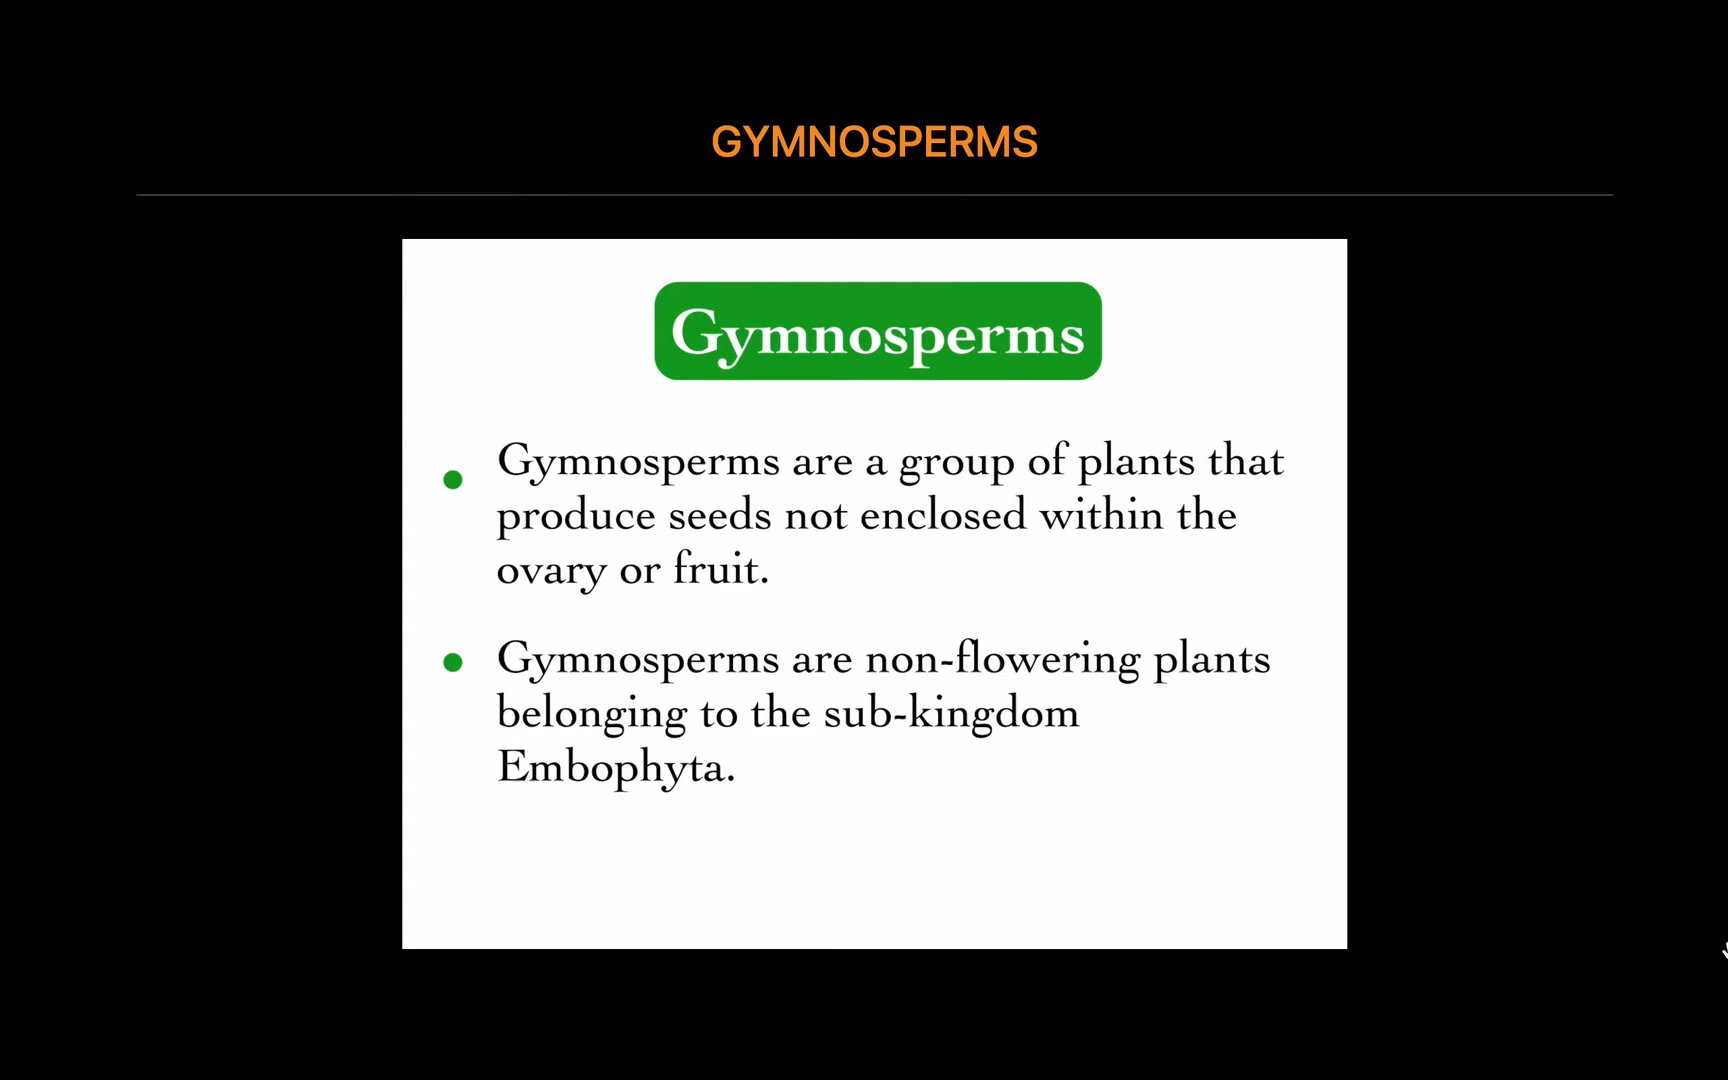 GYMNOSPERMS
Gymnosperms
Gymnosperms are a group of plants that
produce seeds not enclosed within the
ovary or fruit.
Gymnosperms are non-flowering plants
belonging to the sub-kingdom
Embophyta.